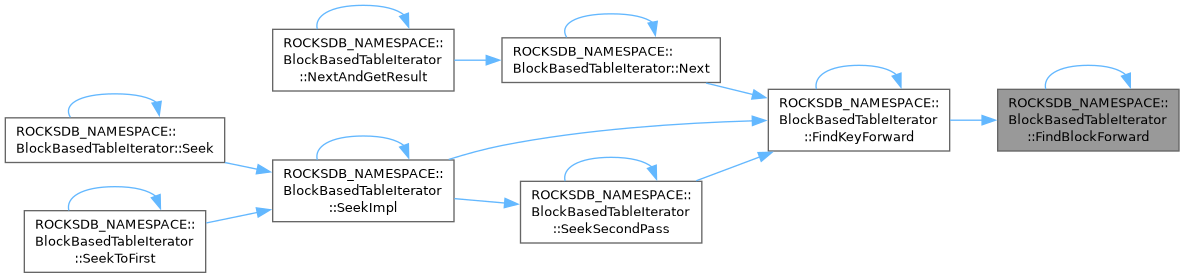 ROCKSDB_NAMESPACE::
BlockBasedTableIterator
::NextAndGetResult
ROCKSDB_NAMESPACE::
BlockBasedTableIterator::Next
ROCKSDB_NAMESPACE::
BlockBasedTableIterator
::FindKeyForward
ROCKSDB_NAMESPACE::
BlockBasedTableIterator
::FindBlockForward
ROCKSDB_NAMESPACE::
BlockBasedTableIterator::Seek
ROCKSDB_NAMESPACE::
BlockBasedTableIterator
::SeekImpl
ROCKSDB_NAMESPACE::
BlockBasedTableIterator
::SeekSecondPass
ROCKSDB_NAMESPACE::
BlockBasedTableIterator
::SeekToFirst